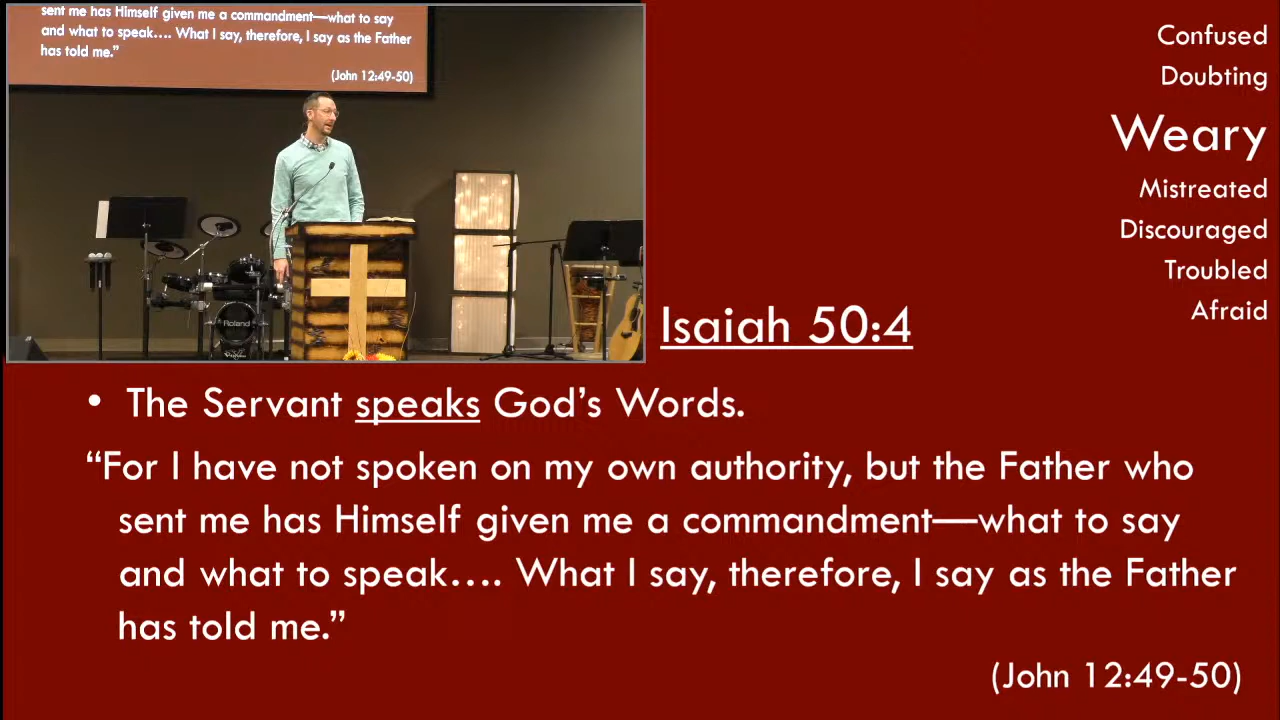 sent me has Himself given me a commandment—what to say
and what to speak…. What I say, therefore, I say as the Father
has told me.”
(John 12:49-50)
Roland
Confused
Doubting
Weary
Mistreated
Discouraged
Troubled
Afraid
Isaiah 50:4
• The Servant speaks God’s Words.
“For I have not spoken on my own authority, but the Father who
sent me has Himself given me a commandment—what to say
and what to speak…. What I say, therefore, I say as the Father
has told me.”
(John 12:49-50)